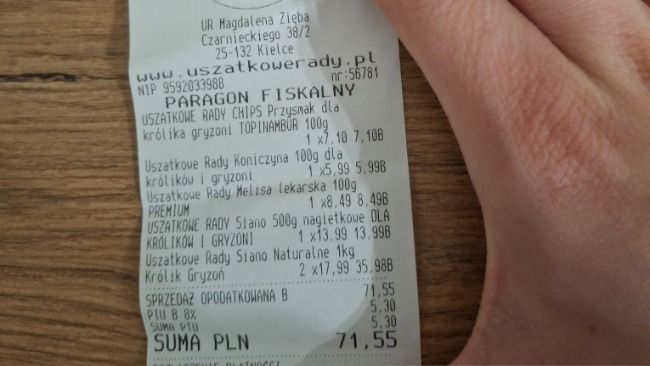 UR Magdalena Zięba
Czarnieckiego 38/2
25-132 Kielce
www.uszatkowerady.pl
NIP 9592033988 nr:56781
PARAGON FISKALNY
USZATKOWE RADY CHIPS Przysmak dla
królika gryzoni TOPINAMBUR 100g
1 x7,10 7,10B
Uszatkowe Rady Koniczyna 100g dla
królików i gryzoni 1 x5,99 5,99B
Uszatkowe Rady Melisa lekarska 100g
PREMIUM 1 x8,49 8,49B
USZATKOWE RADY Siano 500g nagietkowe DLA
KRÓLIKÓW I GRYZONI 1 x13,99 13,99B
Uszatkowe Rady Siano Naturalne 1kg
Królik Gryzoń 2 x17,99 35,98B
SPRZEDAŻ OPODATKOWANA B 71,55
PTU B 8% 5,30
SUMA PTU 5,30
SUMA PLN 71,55